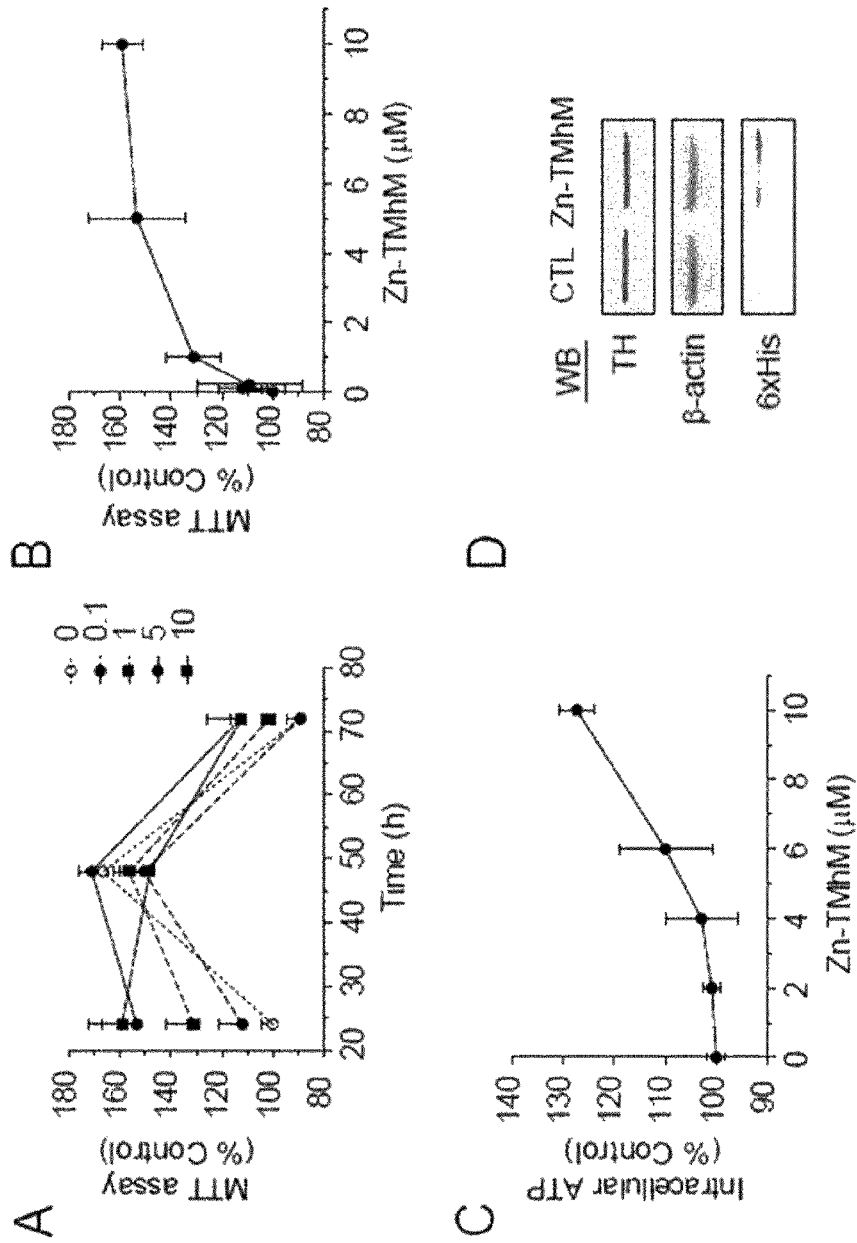 A
MTT assay
(% Control)
180
160
140
120
100
80
20
30
40
50
60
70
80
Time (h)
0
0.1
1
5
10
B
MTT assay
(% Control)
180
160
140
120
100
80
0
2
4
6
8
10
Zn-TMhM (μM)
C
Intracellular ATP
(% Control)
140
130
120
110
100
90
0
2
4
6
8
10
Zn-TMhM (μM)
D
WB CTL Zn-TMhM
TH
β-actin
6xHis